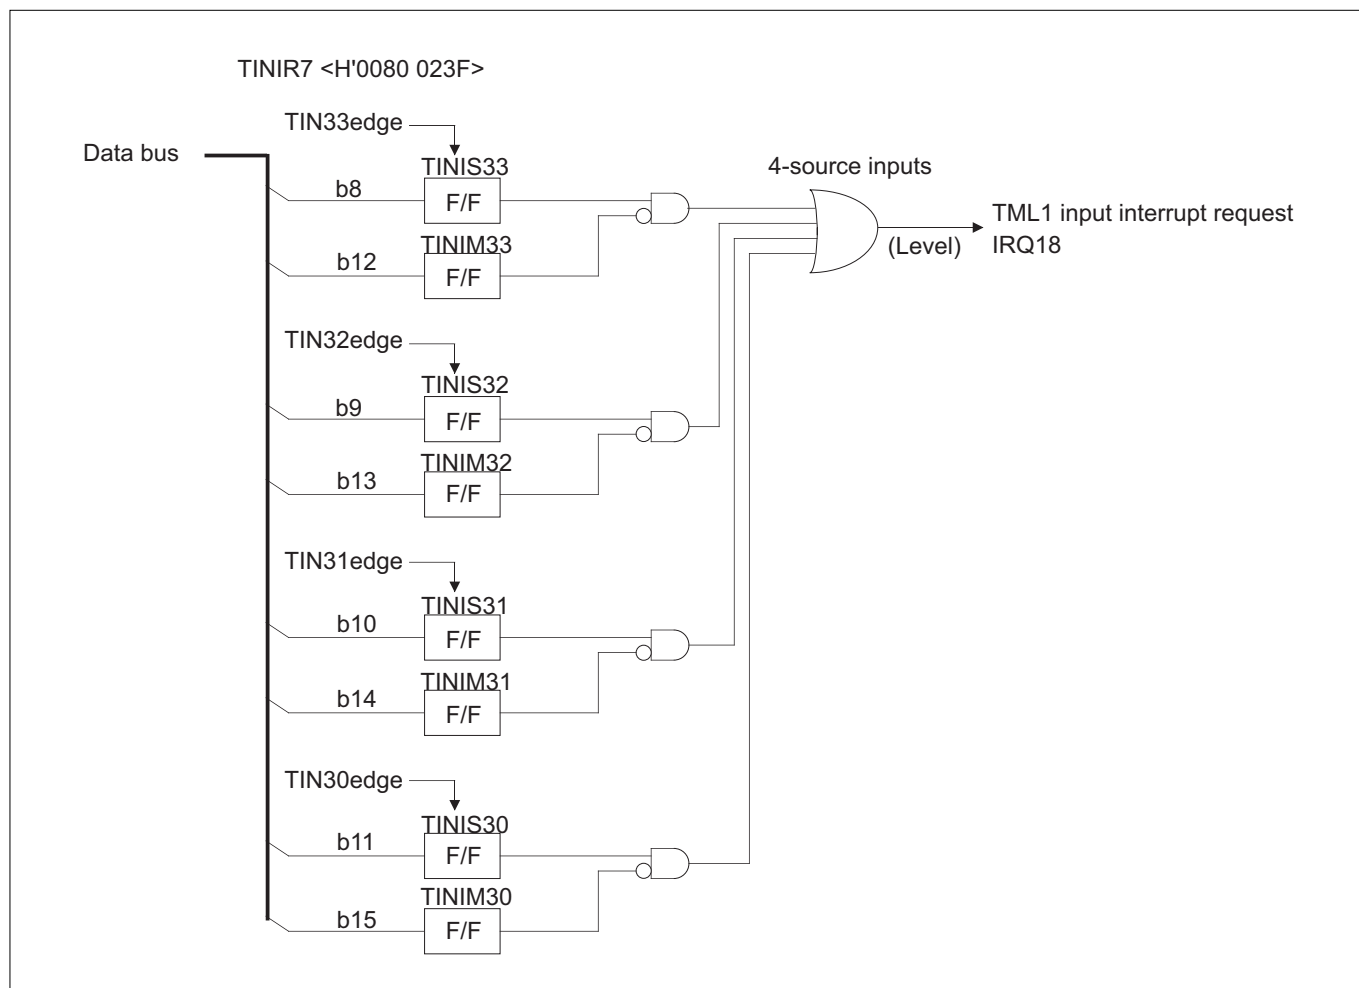 TINIR7 <H'0080 023F>
TIN33edge
Data bus
TINIS33
4-source inputs
b8
F/F
TML1 input interrupt request
(Level)
IRQ18
TINIM33
b12
F/F
TIN32edge
TINIS32
b9
F/F
TINIM32
b13
F/F
TIN31edge
TINIS31
b10
F/F
TINIM31
b14
F/F
TIN30edge
TINIS30
b11
F/F
TINIM30
b15
F/F